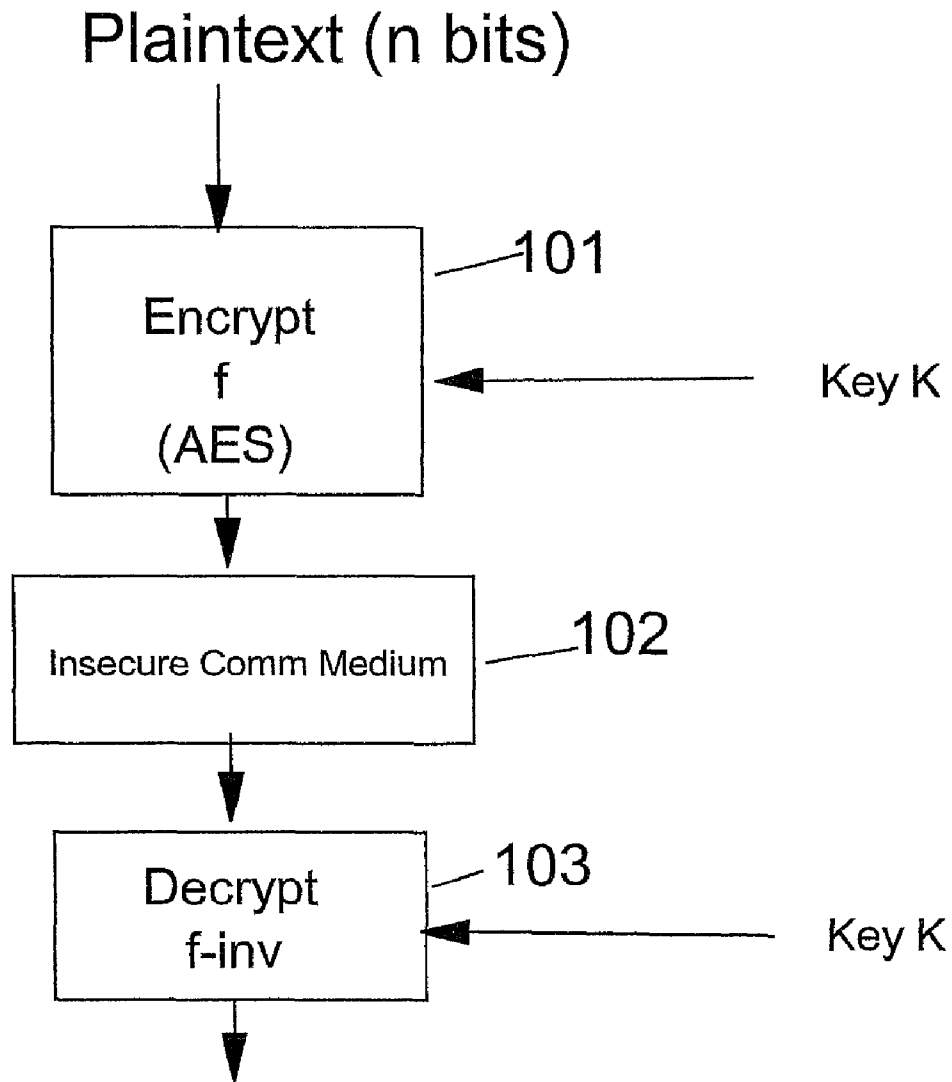 Plaintext (n bits)
101
Encrypt
f
(AES)
Key K
102
Insecure Comm Medium
103
Decrypt
f-inv
Key K